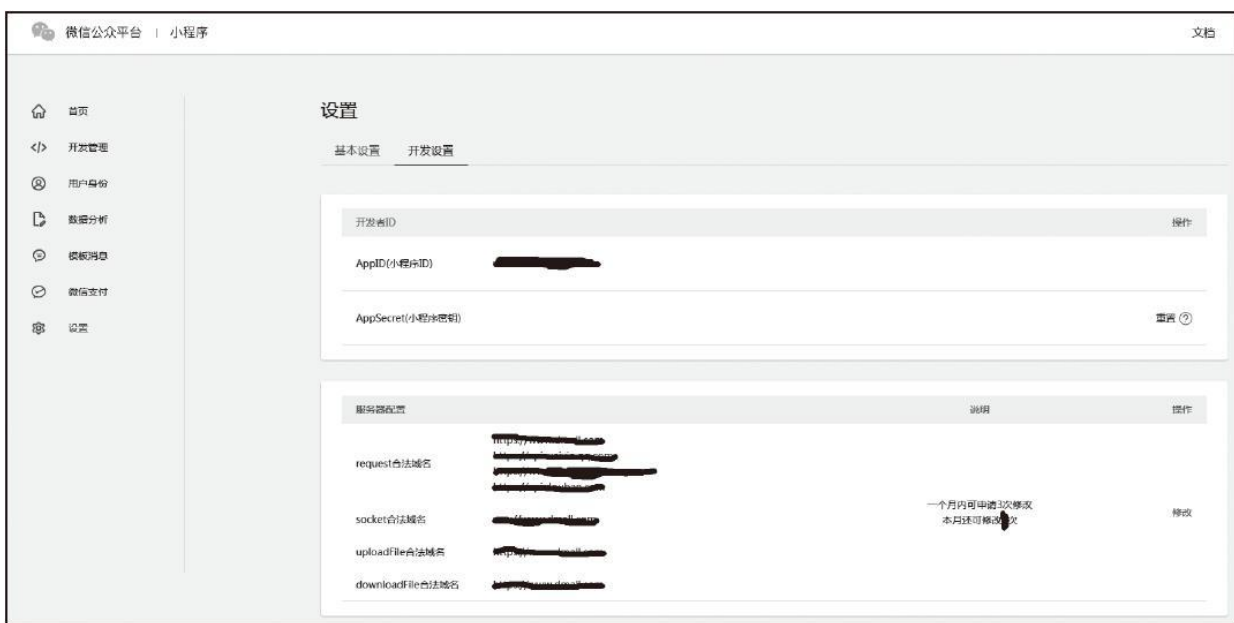 微信公众平台 | 小程序
文档
首页
开发管理
用户身份
数据分析
模板消息
微信支付
设置
设置
基本设置 开发设置
开发者ID 操作
AppID(小程序ID)
AppSecret(小程序密钥) 重置
服务器配置 说明 操作
request合法域名
一个月内可申请3次修改
本月还可修改次
修改
socket合法域名
uploadFile合法域名
downloadFile合法域名